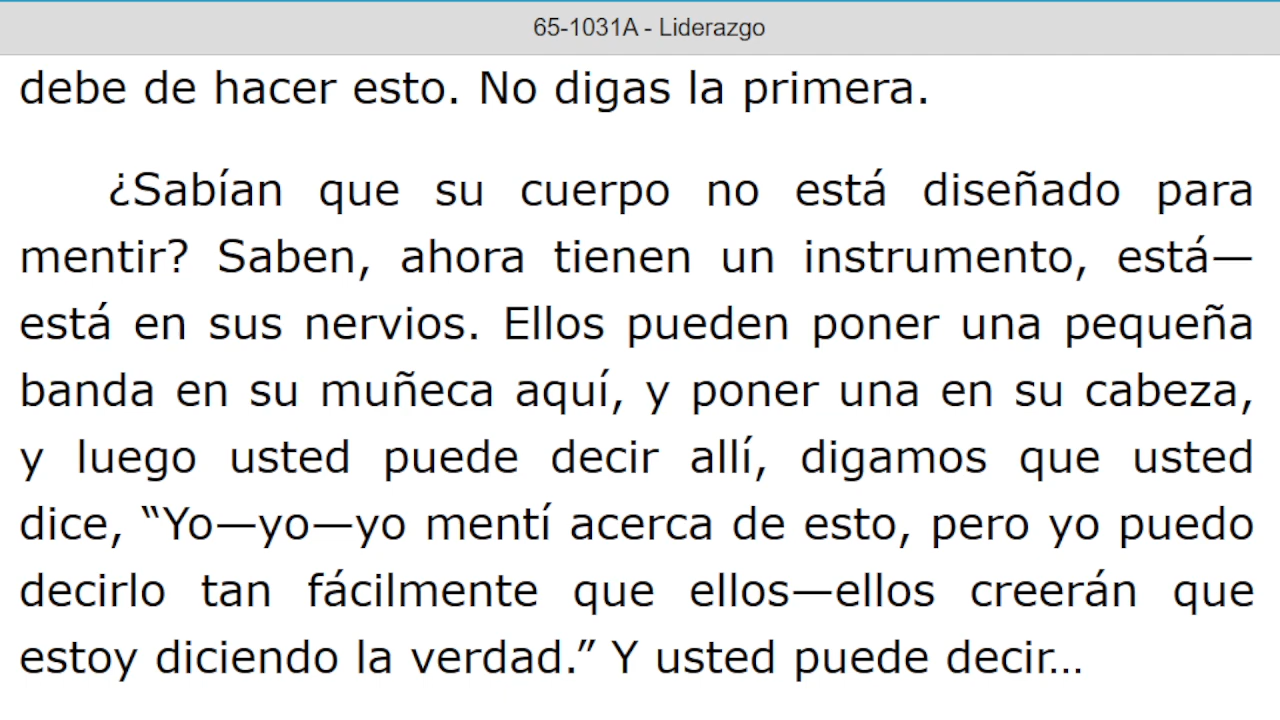 65-1031A - Liderazgo
debe de hacer esto. No digas la primera.
¿Sabían que su cuerpo no está diseñado para
mentir? Saben, ahora tienen un instrumento, está—
está en sus nervios. Ellos pueden poner una pequeña
banda en su muñeca aquí, y poner una en su cabeza,
y luego usted puede decir allí, digamos que usted
dice, “Yo—yo—yo mentí acerca de esto, pero yo puedo
decirlo tan fácilmente que ellos—ellos creerán que
estoy diciendo la verdad.” Y usted puede decir...